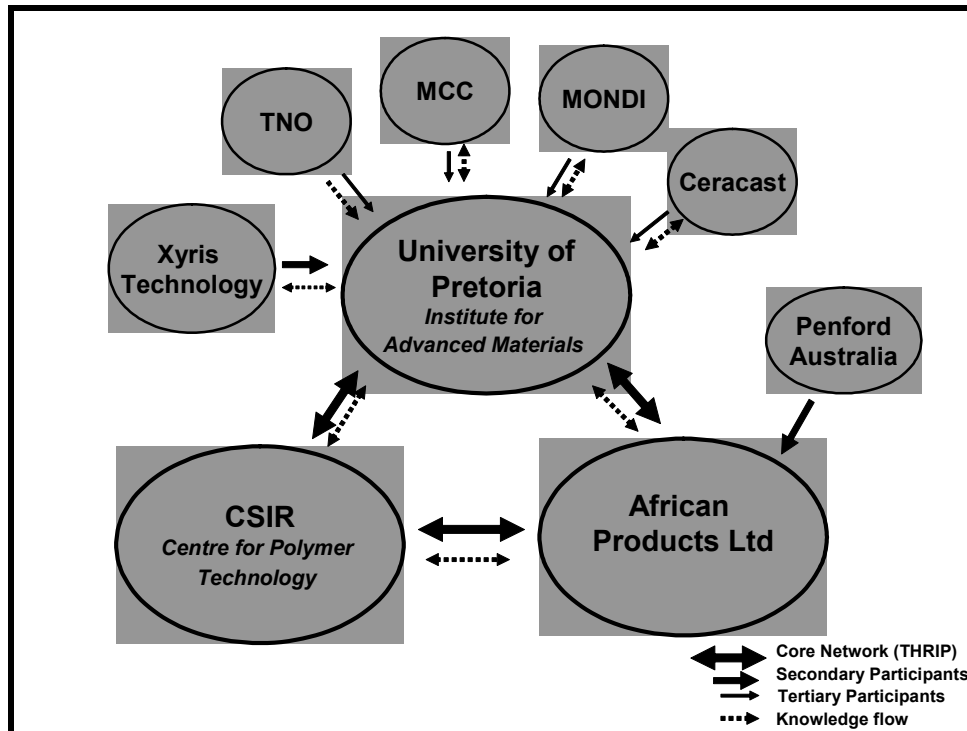 TNO
MCC
MONDI
Ceracast
Xyris
Technology
University of
Pretoria
Institute for
Advanced Materials
Penford
Australia
CSIR
Centre for Polymer
Technology
African
Products Ltd
Core Network (THRIP)
Secondary Participants
Tertiary Participants
Knowledge flow